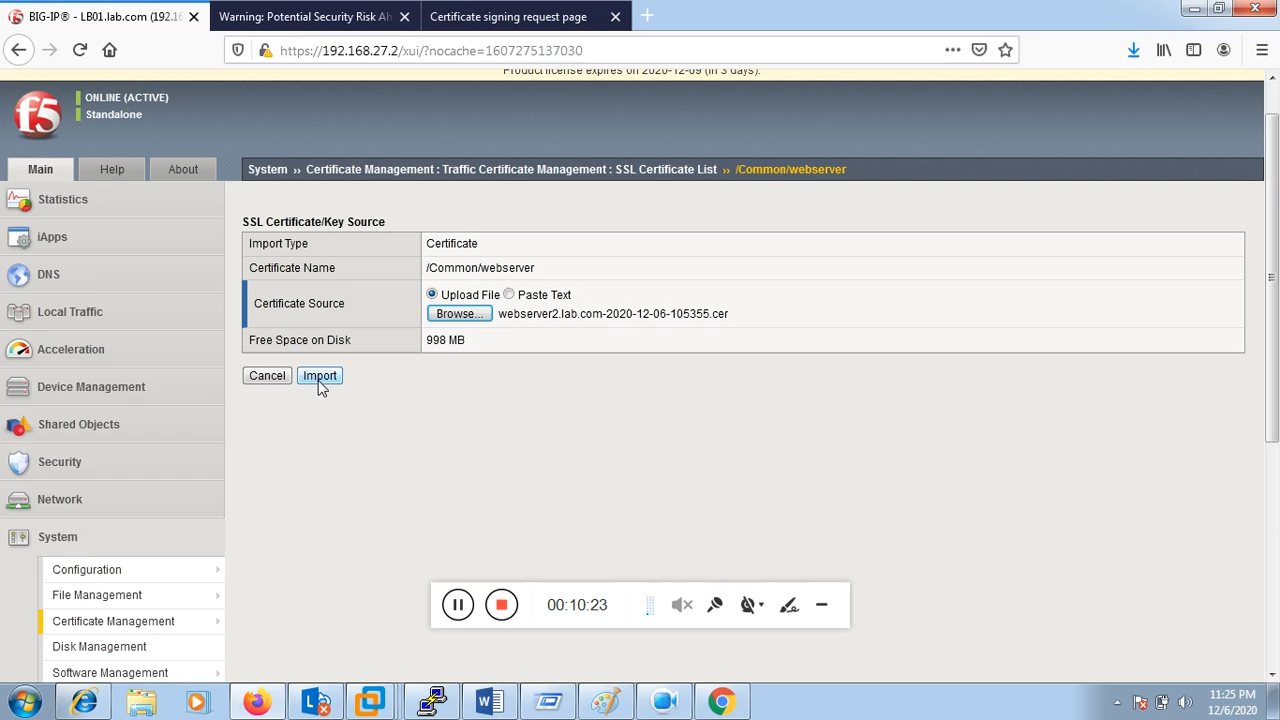 BIG-IP® - LB01.lab.com (192.16
Warning: Potential Security Risk Ah
Certificate signing request page
https://192.168.27.2/xui/?nocache=1607275137030
Product license expires on 2020-12-09 (in 3 days).
f5
ONLINE (ACTIVE)
Standalone
Main
Help
About
System ›› Certificate Management : Traffic Certificate Management : SSL Certificate List ›› /Common/webserver
Statistics
iApps
DNS
Local Traffic
Acceleration
Device Management
Shared Objects
Security
Network
System
Configuration
File Management
Certificate Management
Disk Management
Software Management
SSL Certificate/Key Source
Import Type Certificate
Certificate Name /Common/webserver
Certificate Source Upload File Paste Text
Browse... webserver2.lab.com-2020-12-06-105355.cer
Free Space on Disk 998 MB
Cancel Import
00:10:23
11:25 PM
12/6/2020